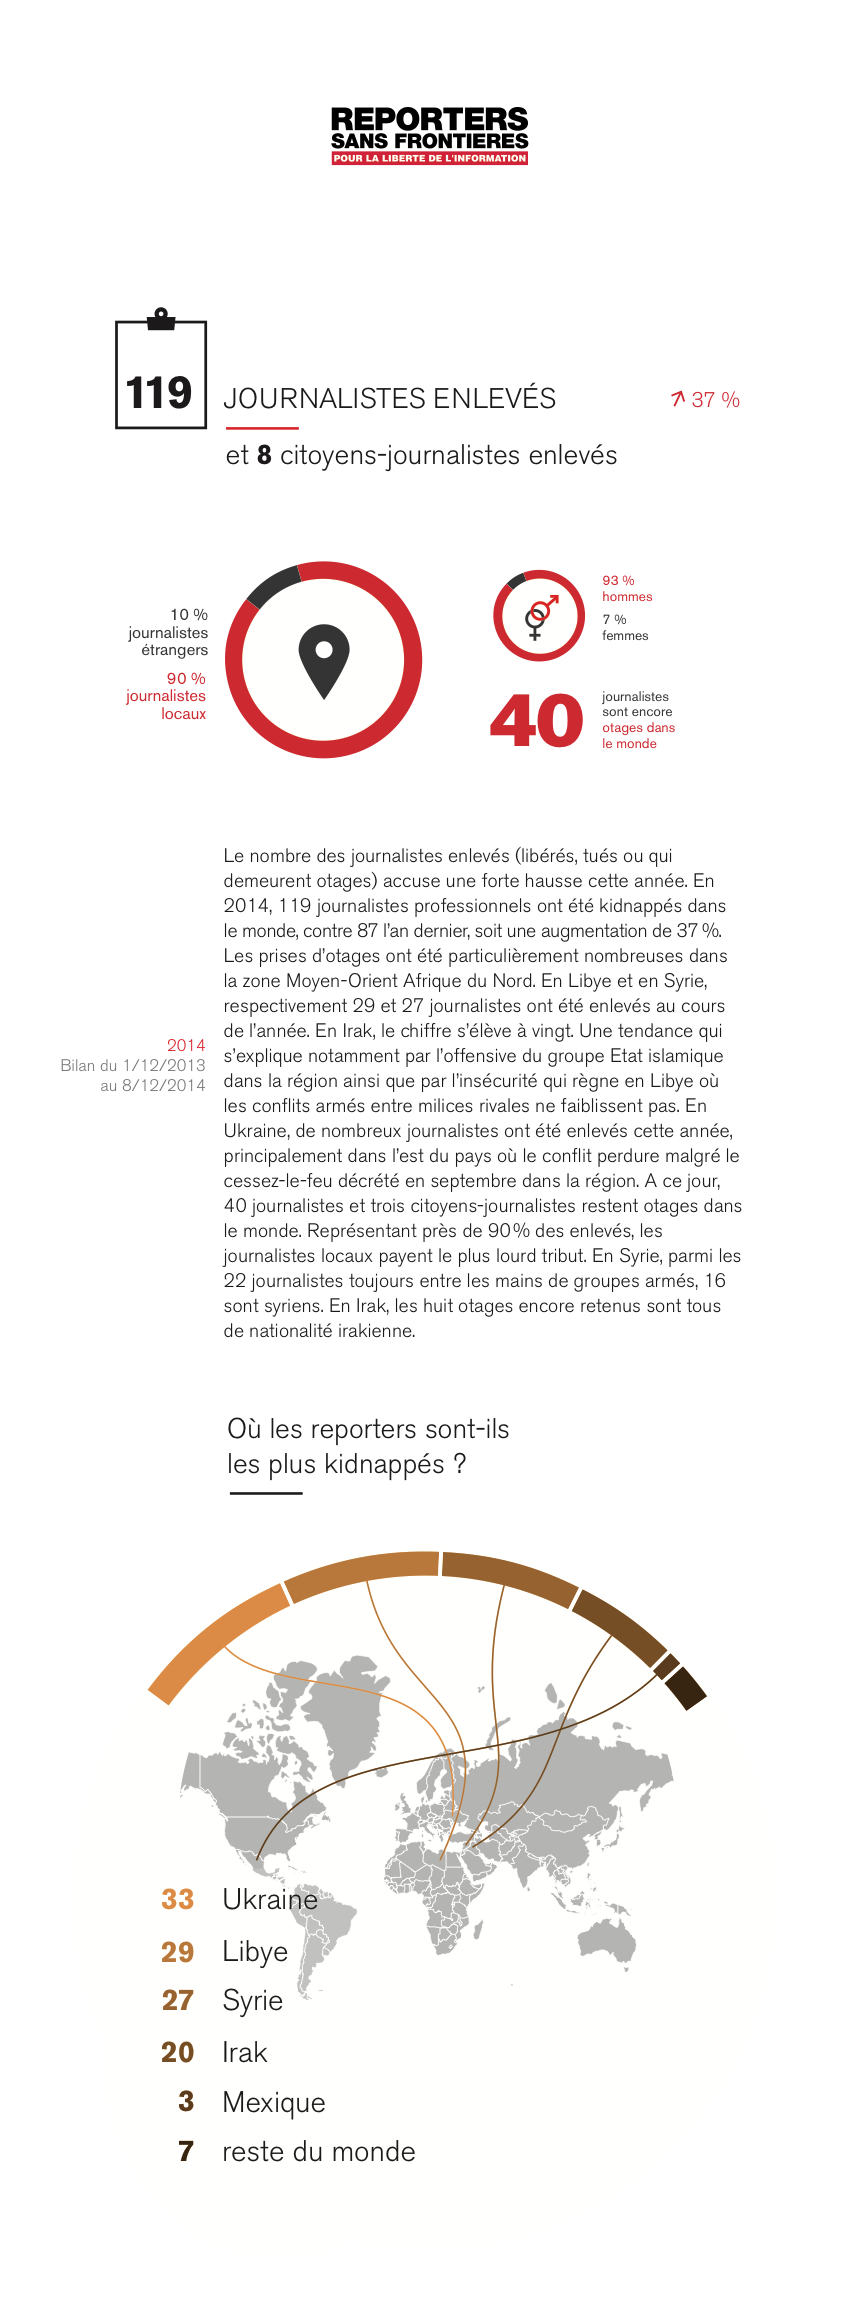 REPORTERS
SANS FRONTIERES
POUR LA LIBERTE DE L'INFORMATION
119
JOURNALISTES ENLEVÉS
37 %
et 8 citoyens-journalistes enlevés
10 %
journalistes
étrangers
90 %
journalistes
locaux
93 %
hommes
7 %
femmes
40
journalistes
sont encore
otages dans
le monde
Le nombre des journalistes enlevés (libérés, tués ou qui
demeurent otages) accuse une forte hausse cette année. En
2014, 119 journalistes professionnels ont été kidnappés dans
le monde, contre 87 l'an dernier, soit une augmentation de 37 %.
Les prises d'otages ont été particulièrement nombreuses dans
la zone Moyen-Orient Afrique du Nord. En Libye et en Syrie,
respectivement 29 et 27 journalistes ont été enlevés au cours
de l'année. En Irak, le chiffre s'élève à vingt. Une tendance qui
s'explique notamment par l'offensive du groupe Etat islamique
dans la région ainsi que par l'insécurité qui règne en Libye où
les conflits armés entre milices rivales ne faiblissent pas. En
Ukraine, de nombreux journalistes ont été enlevés cette année,
principalement dans l'est du pays où le conflit perdure malgré le
cessez-le-feu décrété en septembre dans la région. A ce jour,
40 journalistes et trois citoyens-journalistes restent otages dans
le monde. Représentant près de 90% des enlevés, les
journalistes locaux payent le plus lourd tribut. En Syrie, parmi les
22 journalistes toujours entre les mains de groupes armés, 16
sont syriens. En Irak, les huit otages encore retenus sont tous
de nationalité irakienne.
2014
Bilan du 1/12/2013
au 8/12/2014
Où les reporters sont-ils
les plus kidnappés ?
33 Ukraine
29 Libye
27 Syrie
20 Irak
3 Mexique
7 reste du monde